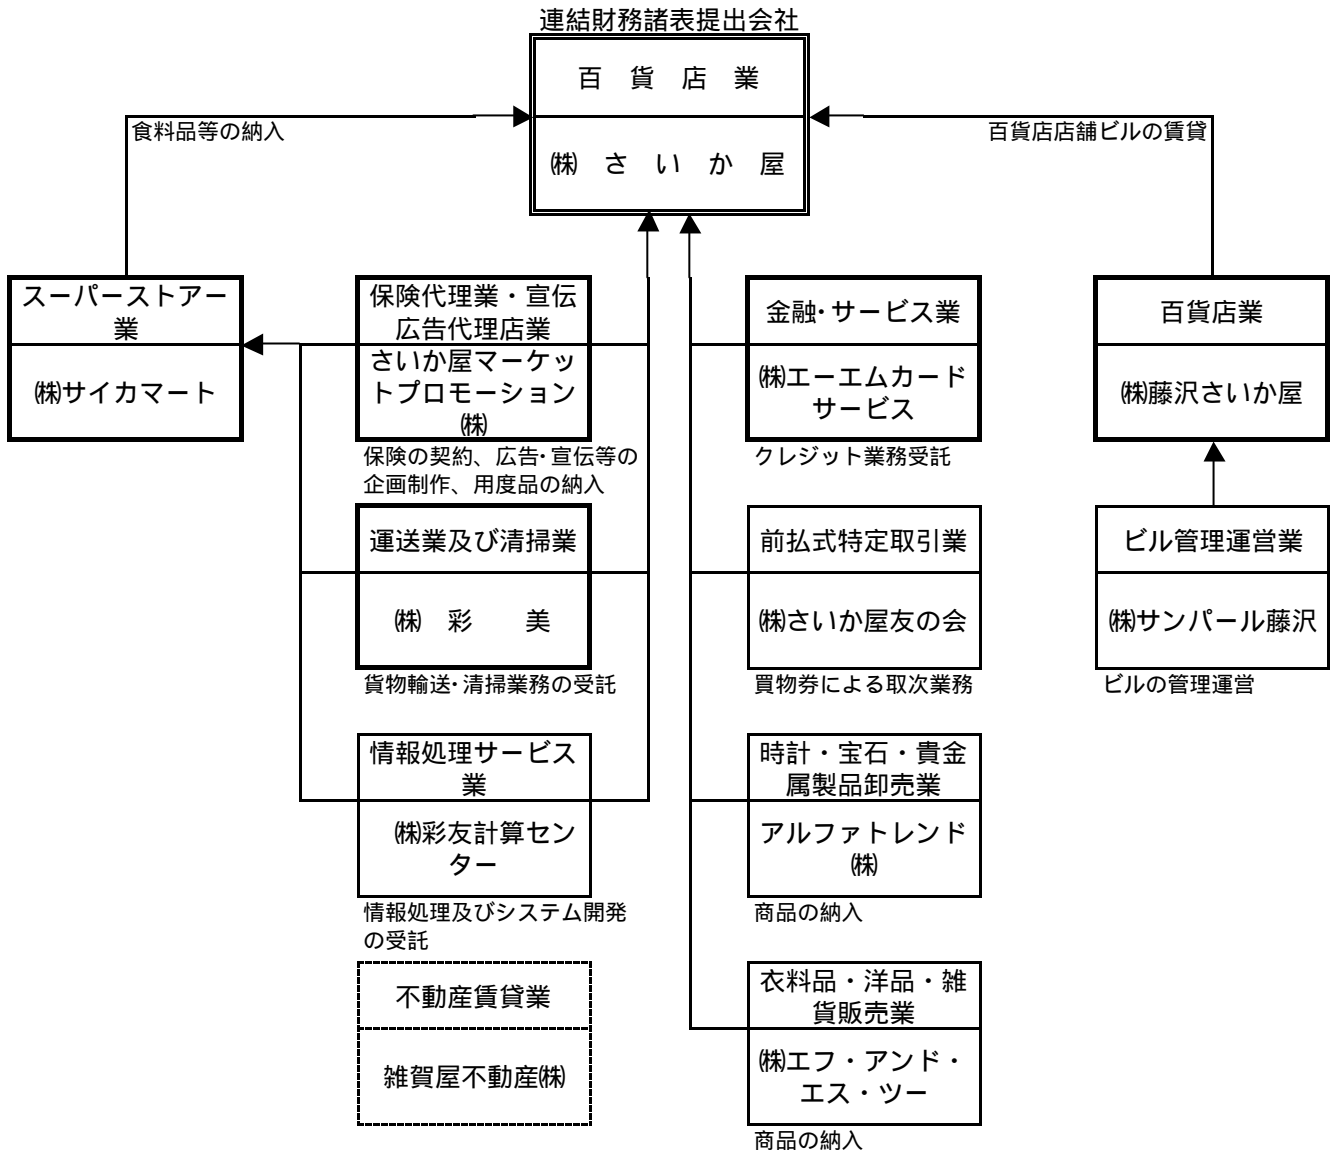 連結財務諸表提出会社
百 貨 店 業
㈱ さ い か 屋
食料品等の納入
百貨店店舗ビルの賃貸
スーパーストアー
業
㈱サイカマート
保険代理業・宣伝
広告代理店業
さいか屋マーケッ
トプロモーション
㈱
保険の契約、広告・宣伝等の
企画制作、用度品の納入
金融・サービス業
㈱エーエムカード
サービス
クレジット業務受託
百貨店業
㈱藤沢さいか屋
運送業及び清掃業
㈱ 彩 美
貨物輸送・清掃業務の受託
前払式特定取引業
㈱さいか屋友の会
買物券による取次業務
ビル管理運営業
㈱サンパール藤沢
ビルの管理運営
情報処理サービス
業
㈱彩友計算セン
ター
情報処理及びシステム開発
の受託
時計・宝石・貴金
属製品卸売業
アルファトレンド
㈱
商品の納入
不動産賃貸業
雑賀屋不動産㈱
衣料品・洋品・雑
貨販売業
㈱エフ・アンド・
エス・ツー
商品の納入